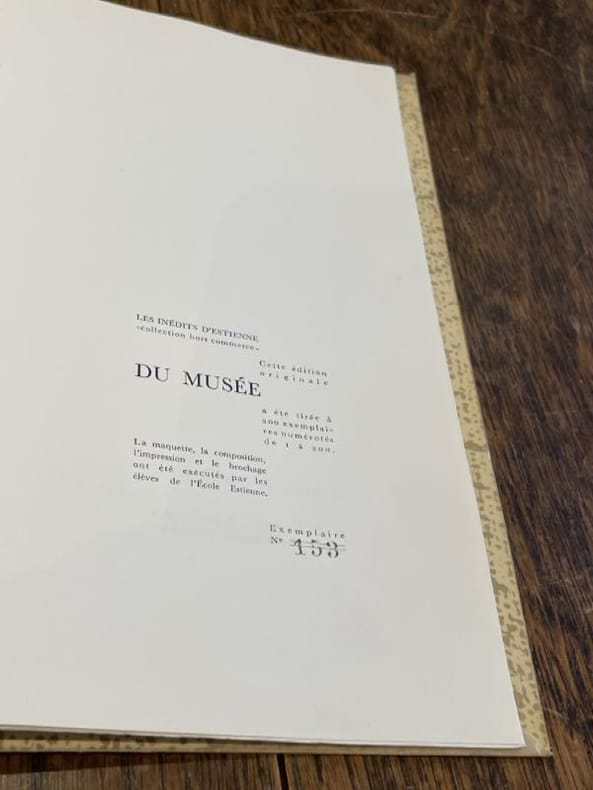 LES INÉDITS D'ESTIENNE
«collection hors commerce»
Cette édition
originale
DU MUSÉE
a été tirée à
200 exemplai-
res numérotés
de 1 à 200.
La maquette, la composition,
l'impression et le brochage
ont été exécutés par les
élèves de l'École Estienne.
Exemplaire
Nº 153